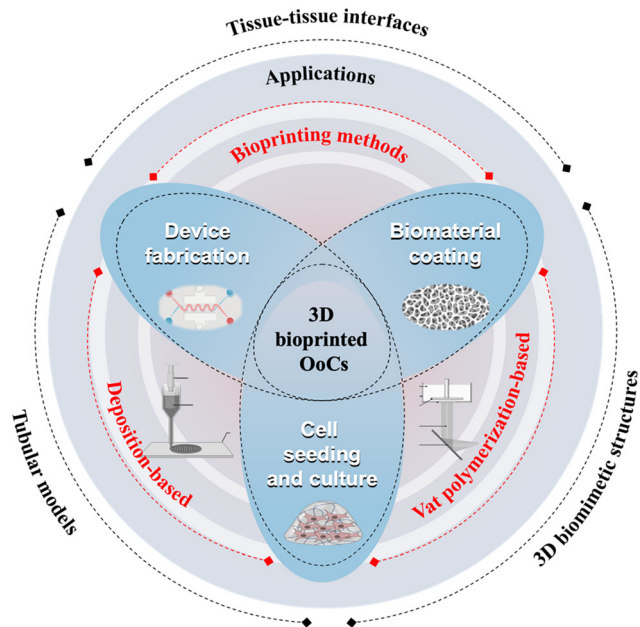 Tissue-tissue interfaces
Applications
Bioprinting methods
Device
fabrication
Biomaterial
coating
3D
bioprinted
OoCs
Deposition-based
Vat polymerization-based
Cell
seeding
and culture
Tubular models
3D biomimetic structures